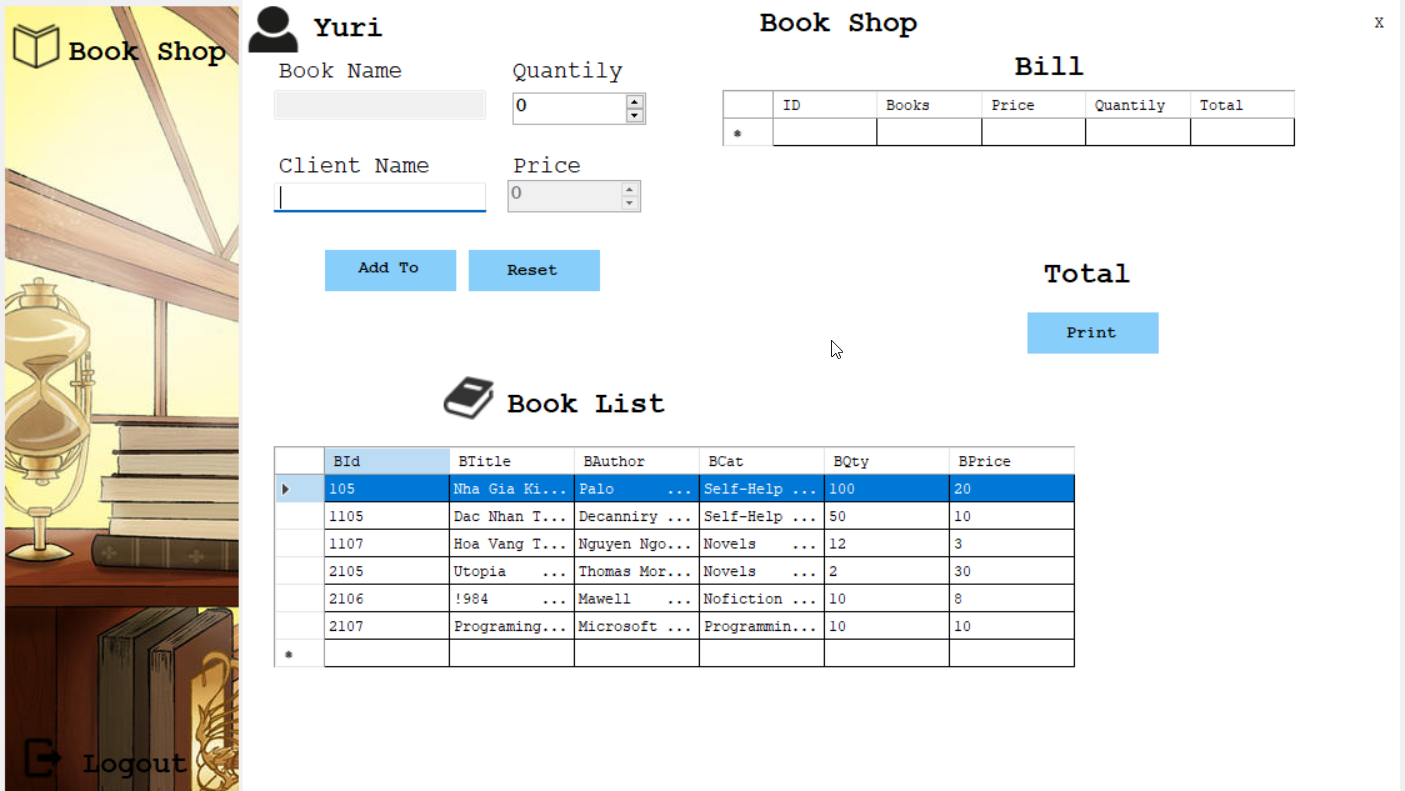 Book Shop
Yuri
Book Shop
X
Book Name
Quantily
Bill
0
ID Books Price Quantily Total
*
Client Name
Price
0
Add To
Reset
Total
Print
Book List
BId BTitle BAuthor BCat BQty BPrice
105 Nha Gia Ki... Palo ... Self-Help ... 100 20
1105 Dac Nhan T... Decanniry ... Self-Help ... 50 10
1107 Hoa Vang T... Nguyen Ngo... Novels ... 12 3
2105 Utopia ... Thomas Mor... Novels ... 2 30
2106 !984 ... Mawell ... Nofiction ... 10 8
2107 Programing... Microsoft ... Programmin... 10 10
*
Logout